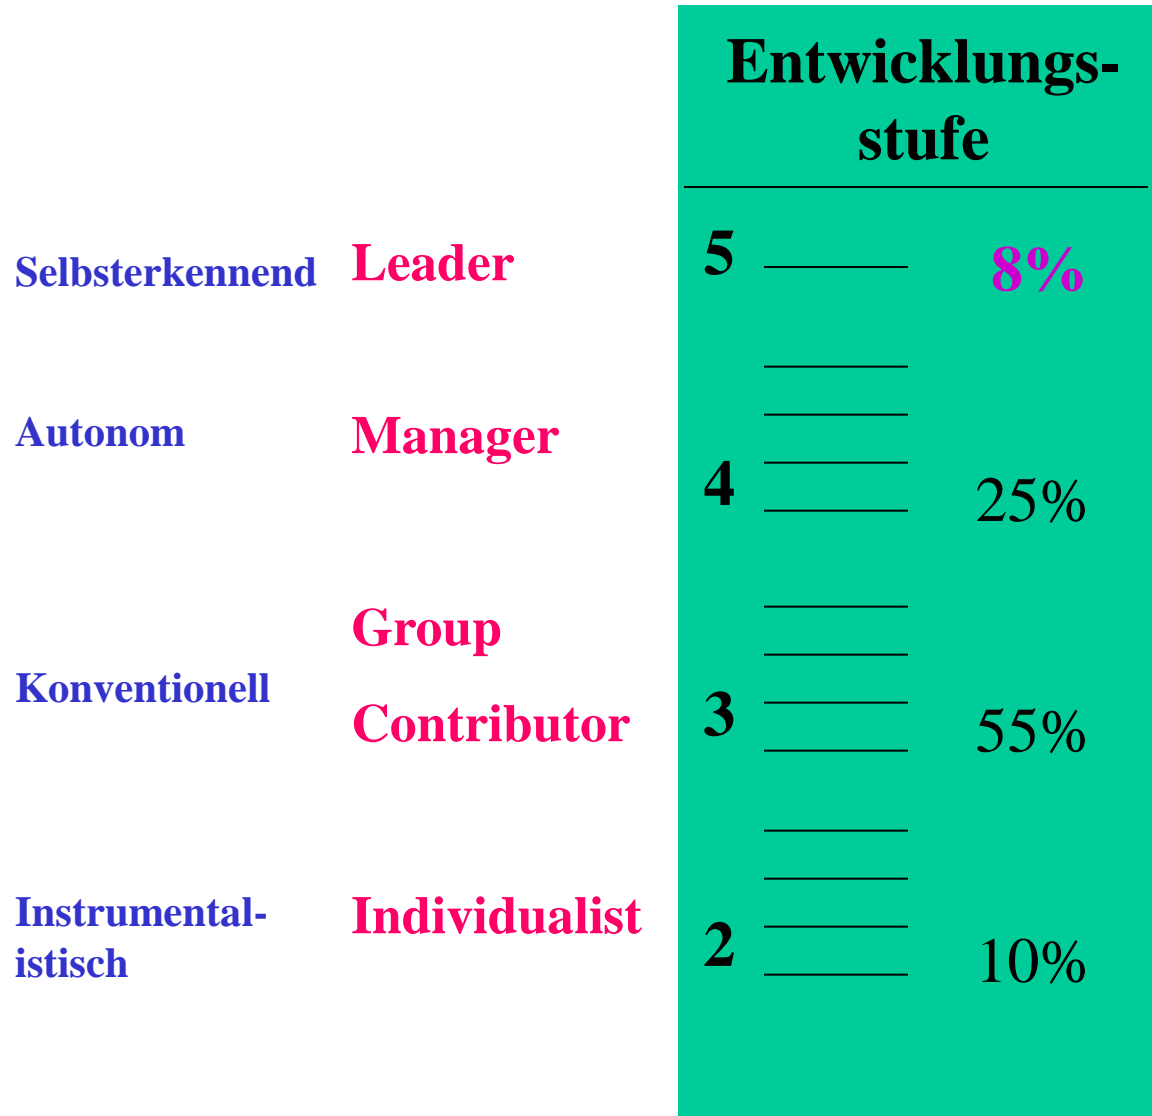 Entwicklungs-
stufe
Selbsterkennend Leader 5 8%
Autonom Manager
4 25%
Group
Konventionell
Contributor 3 55%
Instrumental- Individualist
istisch 2 10%